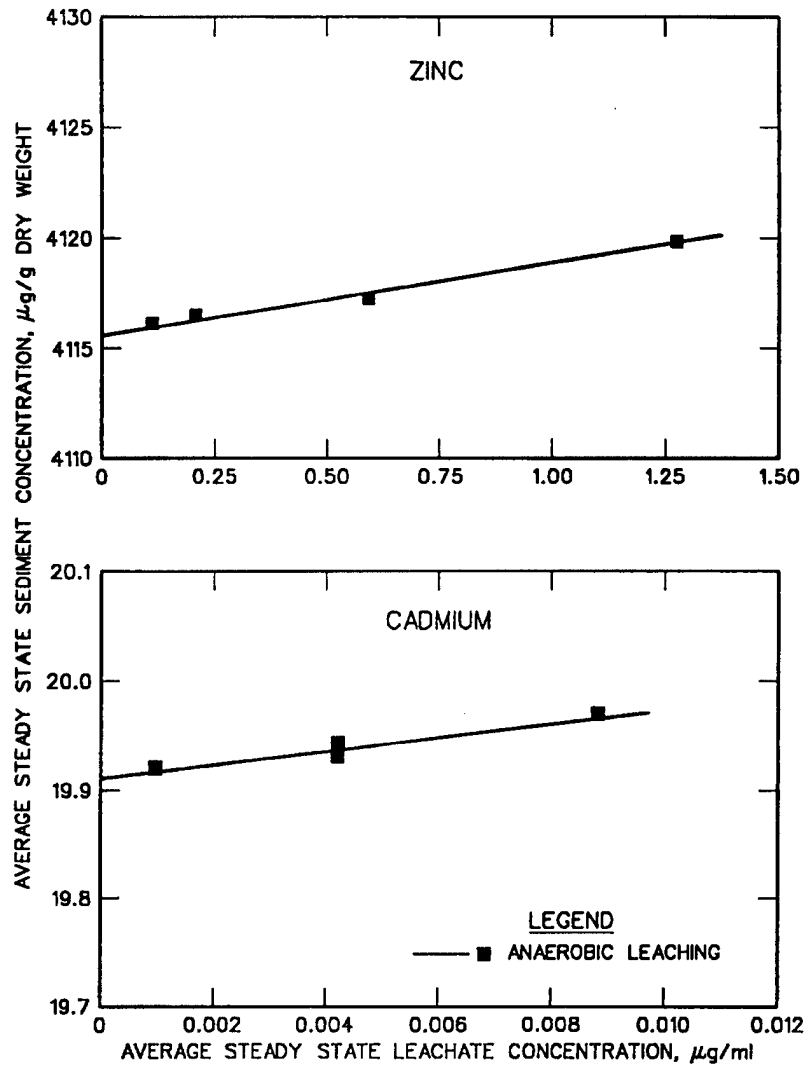 AVERAGE STEADY STATE SEDIMENT CONCENTRATION, µg/g DRY WEIGHT
4130
ZINC
4125
4120
4115
4110
0 0.25 0.50 0.75 1.00 1.25 1.50
20.1
CADMIUM
20.0
19.9
19.8
LEGEND
ANAEROBIC LEACHING
19.7
0 0.002 0.004 0.006 0.008 0.010 0.012
AVERAGE STEADY STATE LEACHATE CONCENTRATION, µg/ml